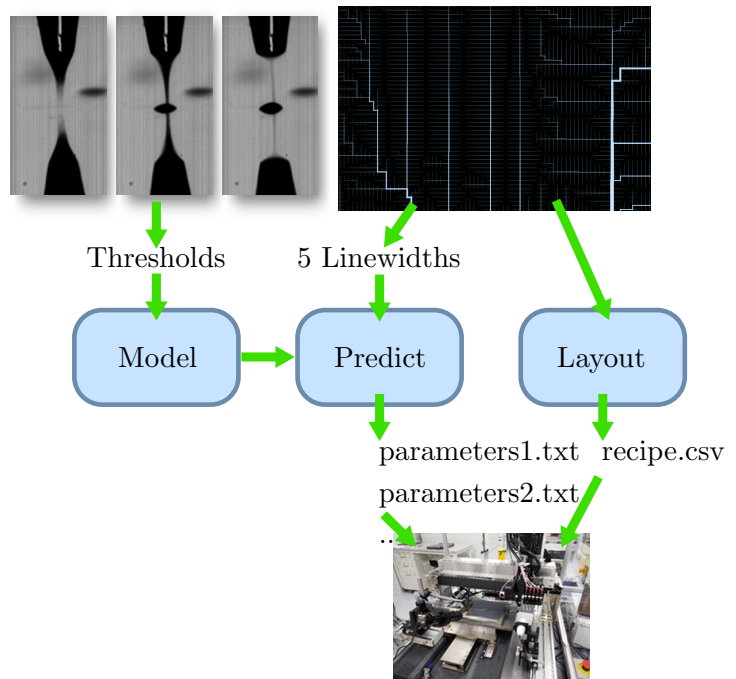 Thresholds
5 Linewidths
Model
Predict
Layout
parameters1.txt
recipe.csv
parameters2.txt
..